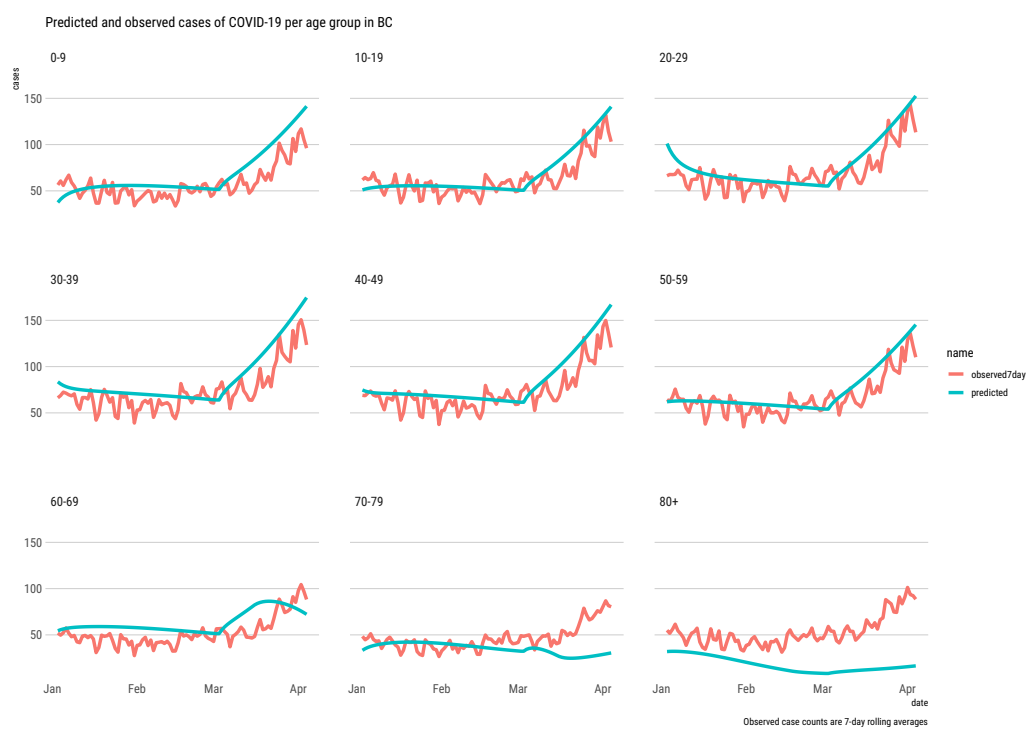 Predicted and observed cases of COVID-19 per age group in BC
0-9
10-19
20-29
cases
150
100
50
30-39
40-49
50-59
150
100
50
name
observed7day
predicted
60-69
70-79
80+
150
100
50
Jan Feb Mar Apr
Jan Feb Mar Apr
Jan Feb Mar Apr
date
Observed case counts are 7-day rolling averages